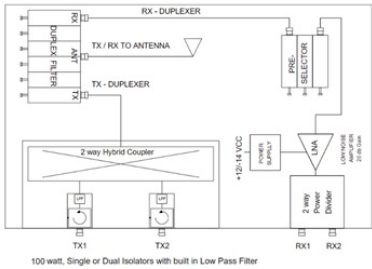 RX - DUPLEXER
RX
DUPLEX FILTER
ANT
TX
TX / RX TO ANTENNA
TX - DUPLEXER
PRE-
SELECTOR
2 way Hybrid Coupler
LPF
LPF
+12/-14 VCC
POWER
SUPPLLY
LNA
LOW NOISE
AMPLIFIER
20 db Gain
2 way
Power
Divider
TX1
TX2
RX1
RX2
100 watt, Single or Dual Isolators with built in Low Pass Filter